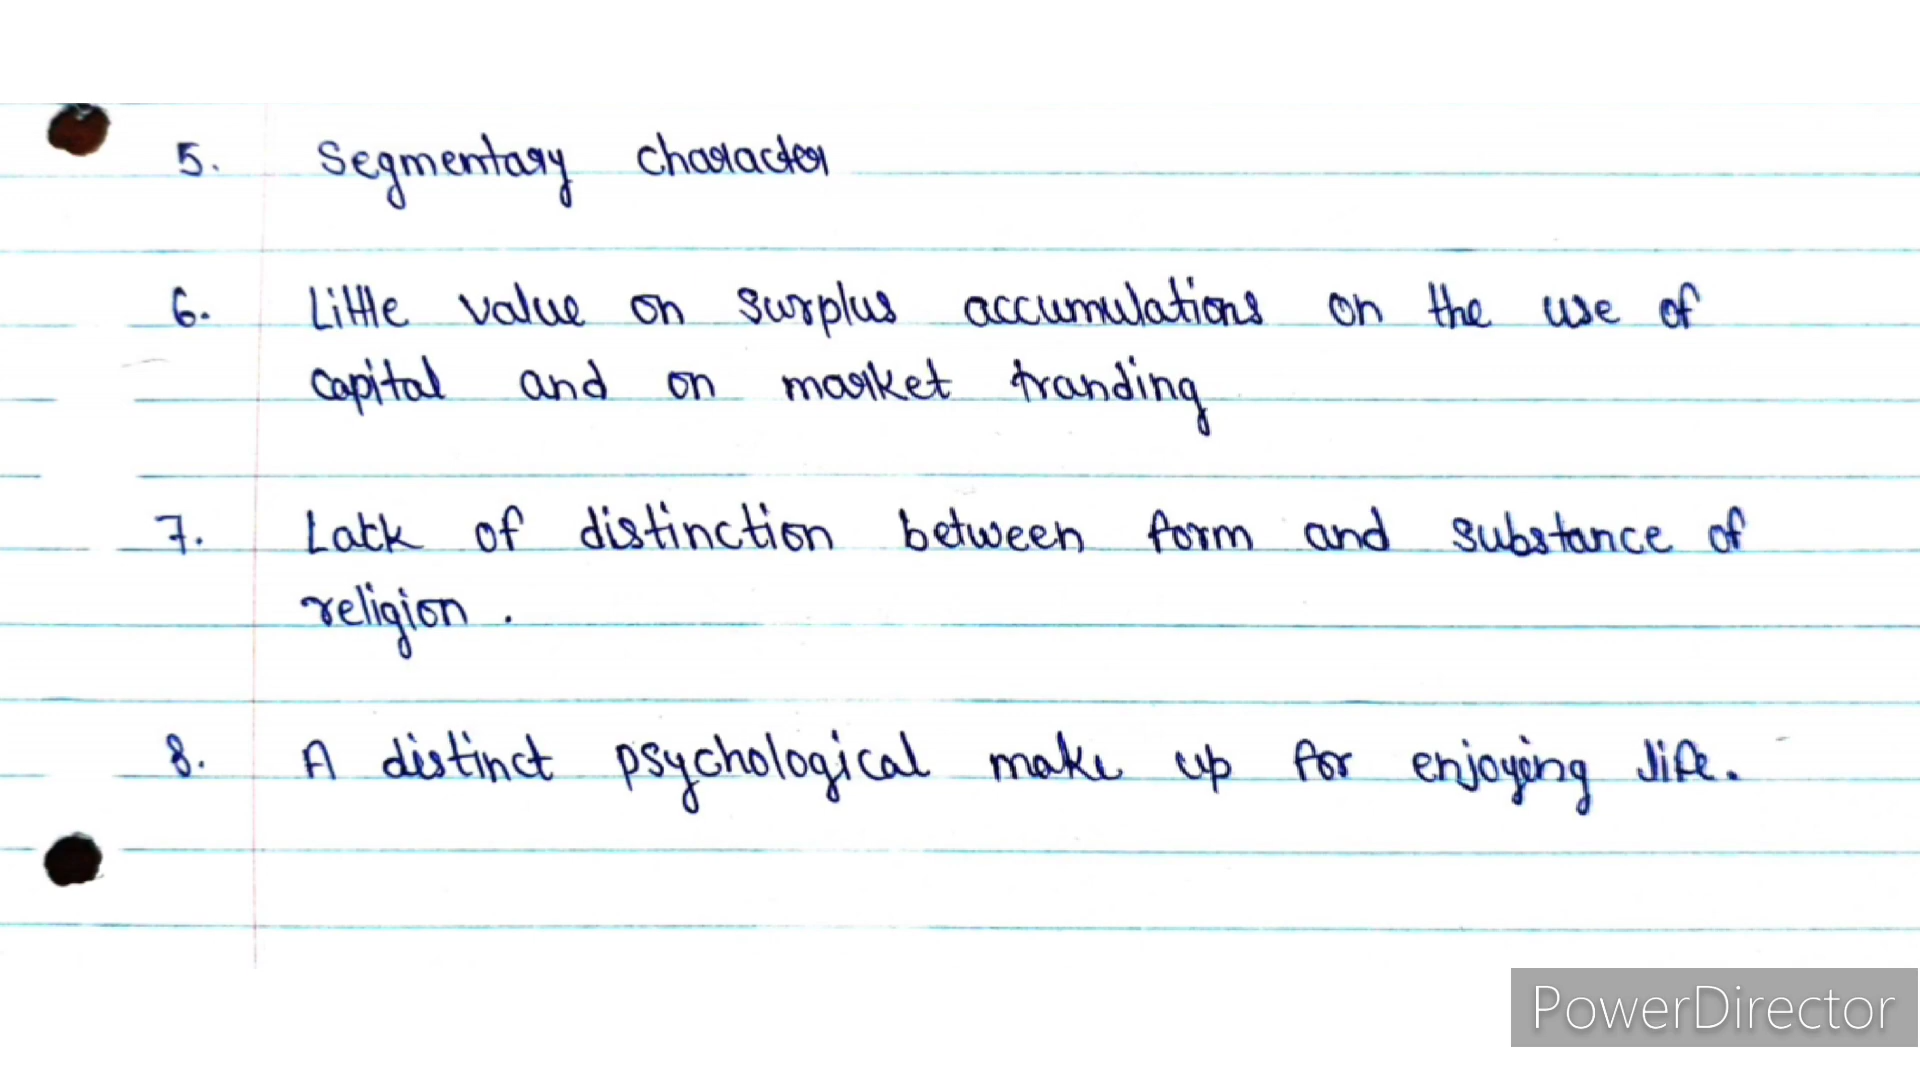 5. Segmentary character
6. Little value on surplus accumulations on the use of
capital and on market tranding
7. Lack of distinction between form and substance of
religion .
8. A distinct psychological make up for enjoying life.
PowerDirector